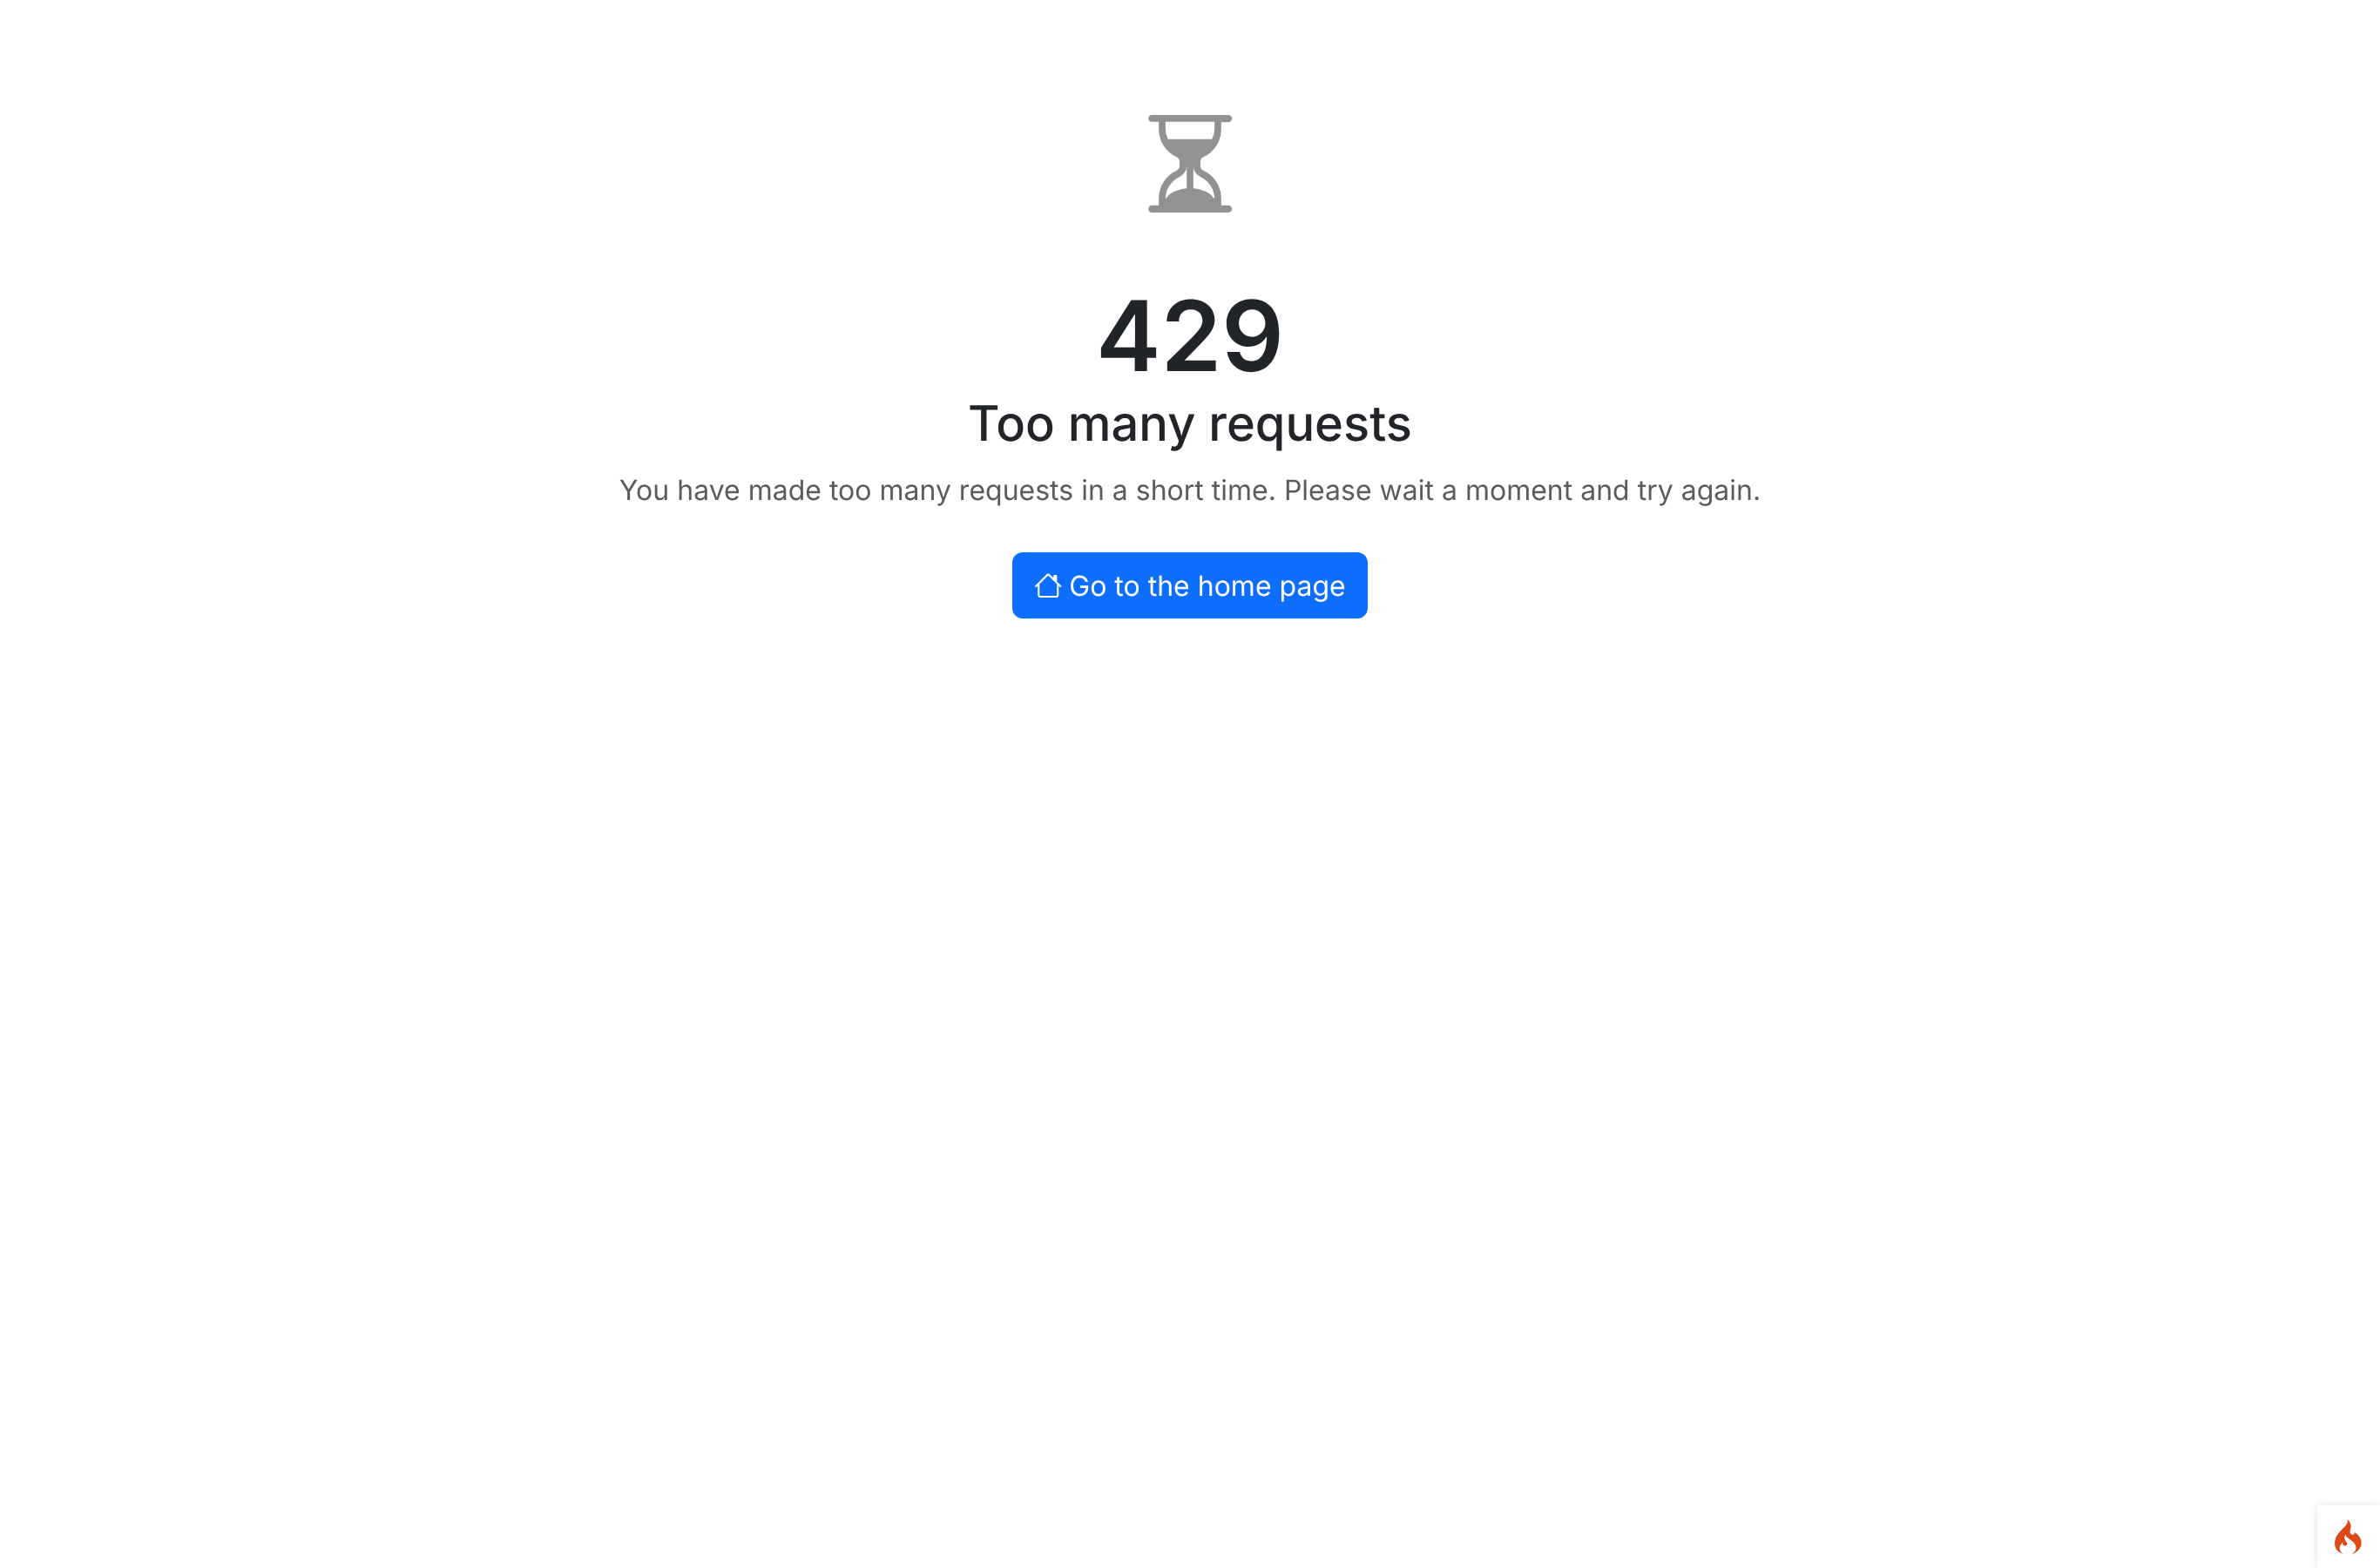 429
Too many requests
You have made too many requests in a short time. Please wait a moment and try again.
Go to the home page